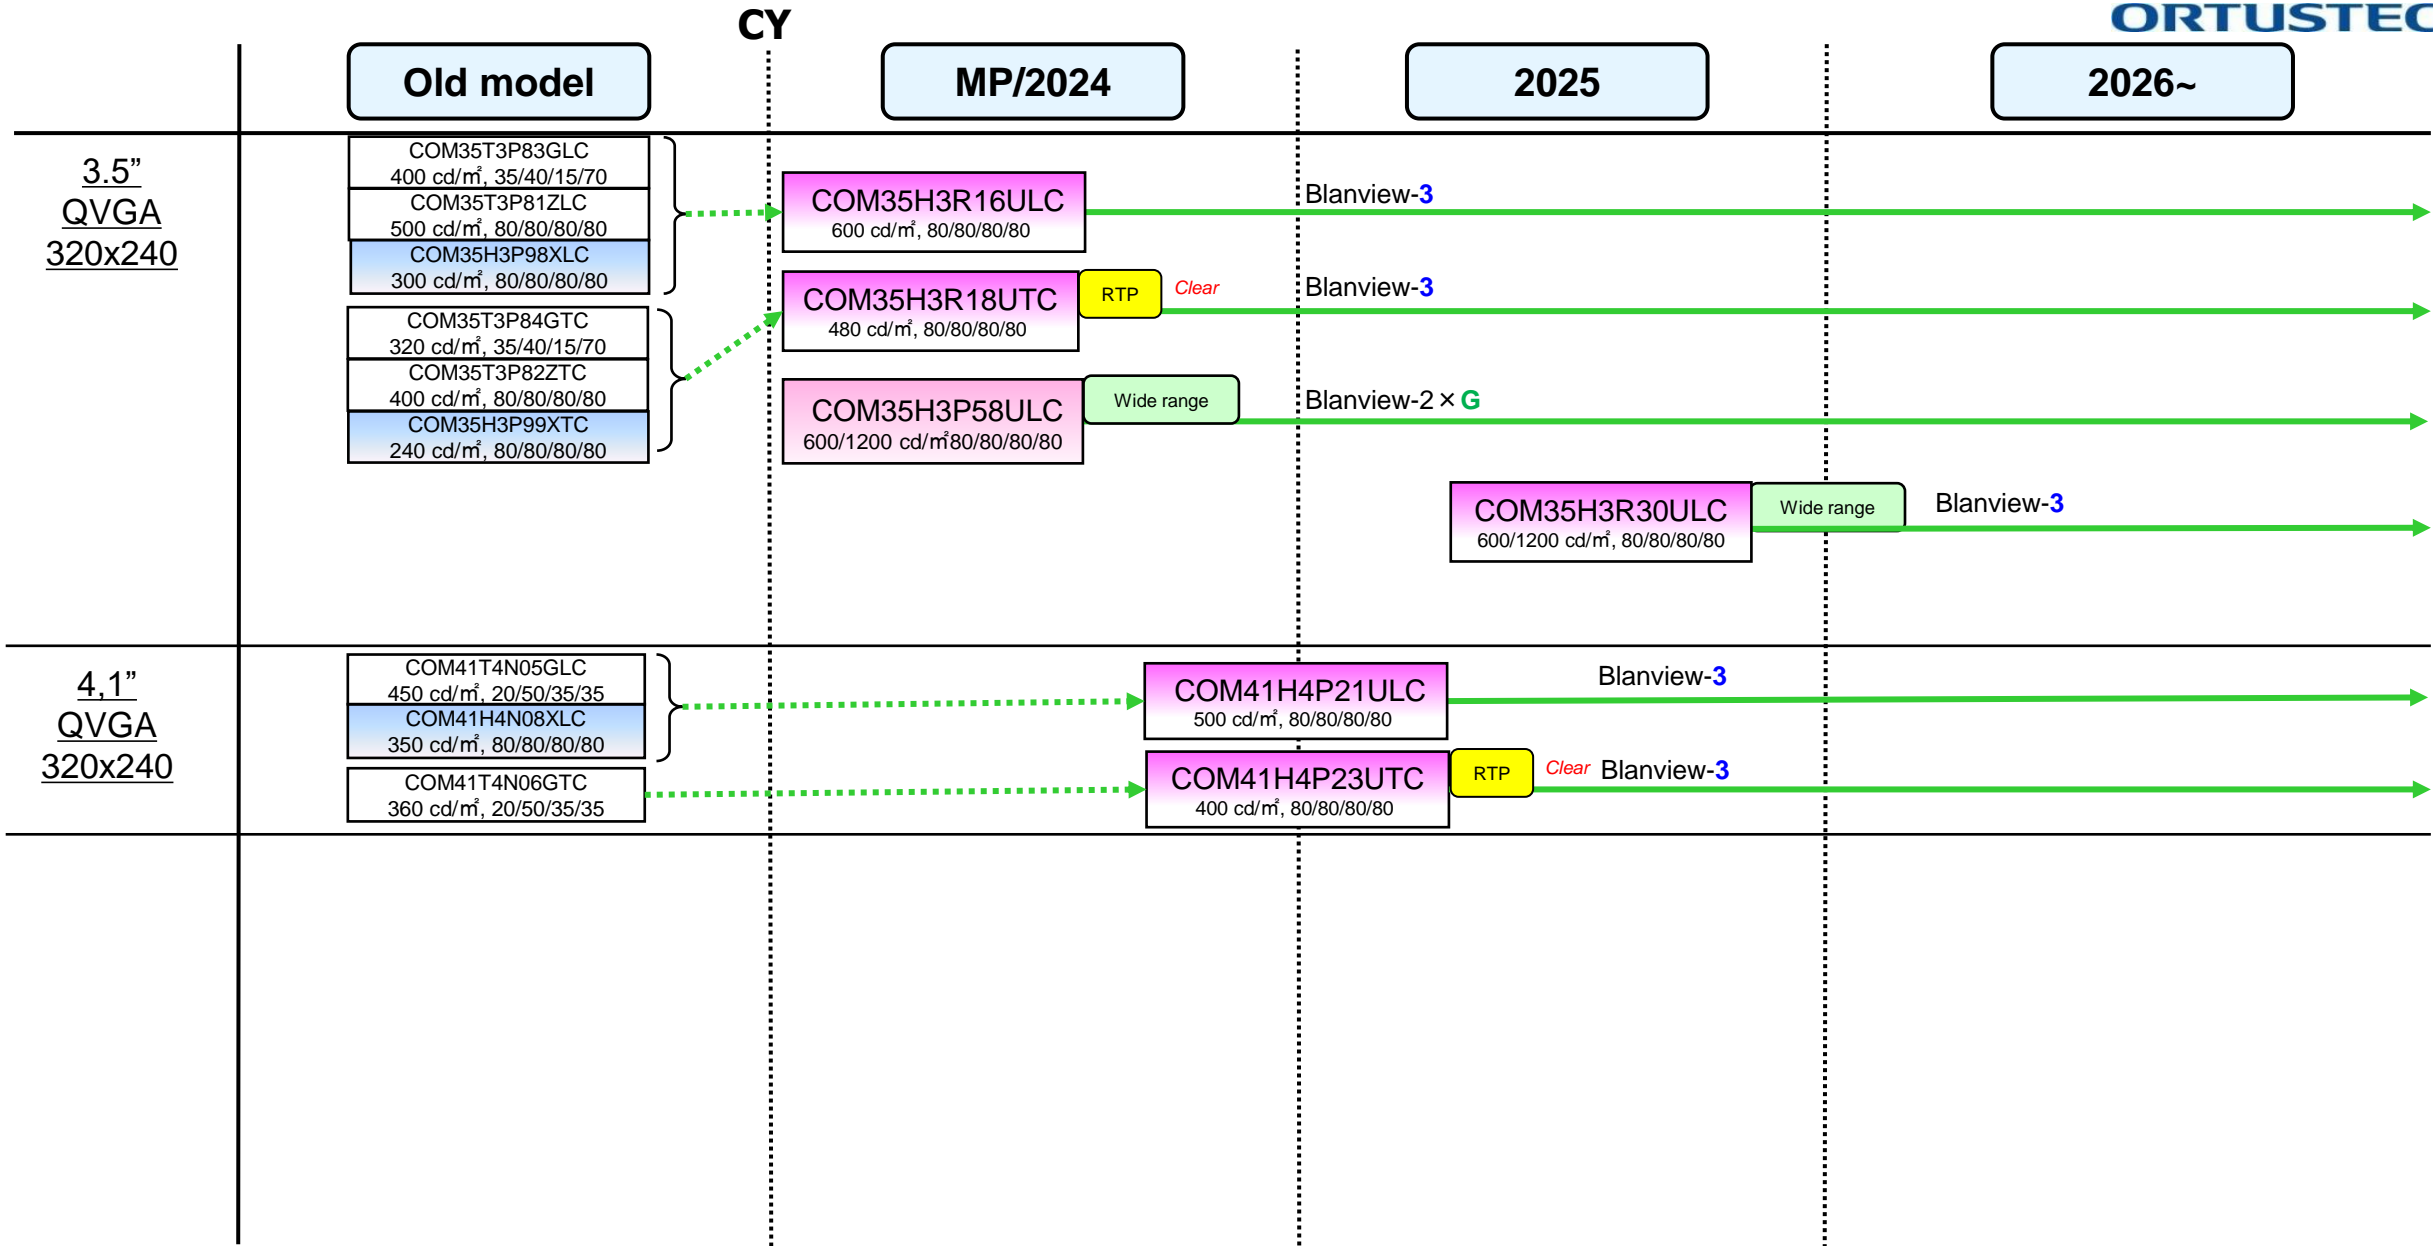 CY
ORTUSTEC
Old model
MP/2024
2025
2026~
3.5”
QVGA
320x240
COM35T3P83GLC
400 cd/㎡, 35/40/15/70
COM35T3P81ZLC
500 cd/㎡, 80/80/80/80
COM35H3P98XLC
300 cd/㎡, 80/80/80/80
COM35T3P84GTC
320 cd/㎡, 35/40/15/70
COM35T3P82ZTC
400 cd/㎡, 80/80/80/80
COM35H3P99XTC
240 cd/㎡, 80/80/80/80
COM35H3R16ULC
600 cd/㎡, 80/80/80/80
Blanview-3
COM35H3R18UTC
480 cd/㎡, 80/80/80/80
RTP
Clear
Blanview-3
COM35H3P58ULC
600/1200 cd/㎡80/80/80/80
Wide range
Blanview-2×G
COM35H3R30ULC
600/1200 cd/㎡, 80/80/80/80
Wide range
Blanview-3
4,1”
QVGA
320x240
COM41T4N05GLC
450 cd/㎡, 20/50/35/35
COM41H4N08XLC
350 cd/㎡, 80/80/80/80
COM41T4N06GTC
360 cd/㎡, 20/50/35/35
COM41H4P21ULC
500 cd/㎡, 80/80/80/80
Blanview-3
COM41H4P23UTC
400 cd/㎡, 80/80/80/80
RTP
Clear
Blanview-3